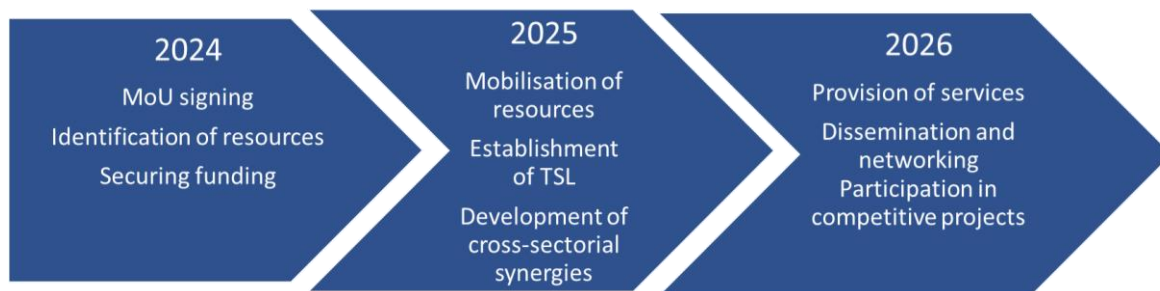 2024
MoU signing
Identification of resources
Securing funding
2025
Mobilisation of
resources
Establishment
of TSL
Development of
cross-sectorial
synergies
2026
Provision of services
Dissemination and
networking
Participation in
competitive projects